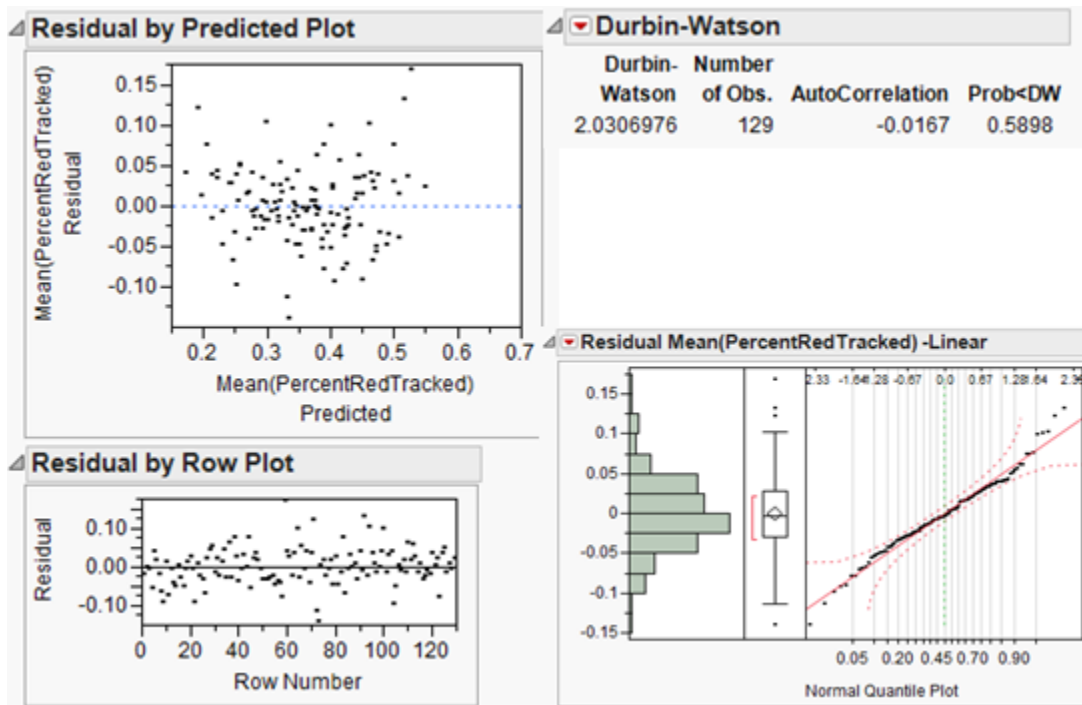 Residual by Predicted Plot
Mean(PercentRedTracked)
Residual
0.15
0.10
0.05
0.00
-0.05
-0.10
0.2 0.3 0.4 0.5 0.6 0.7
Mean(PercentRedTracked)
Predicted
Residual by Row Plot
Residual
0.10
0.00
-0.10
0 20 40 60 80 100 120
Row Number
Durbin-Watson
Durbin- Number
Watson of Obs. AutoCorrelation Prob<DW
2.0306976 129 -0.0167 0.5898
Residual Mean(PercentRedTracked) -Linear
2.33 -1.64 1.28 -0.67 0.0 0.67 1.28 1.64
0.15
0.1
0.05
0
-0.05
-0.1
-0.15
0.05 0.20 0.45 0.70 0.90
Normal Quantile Plot